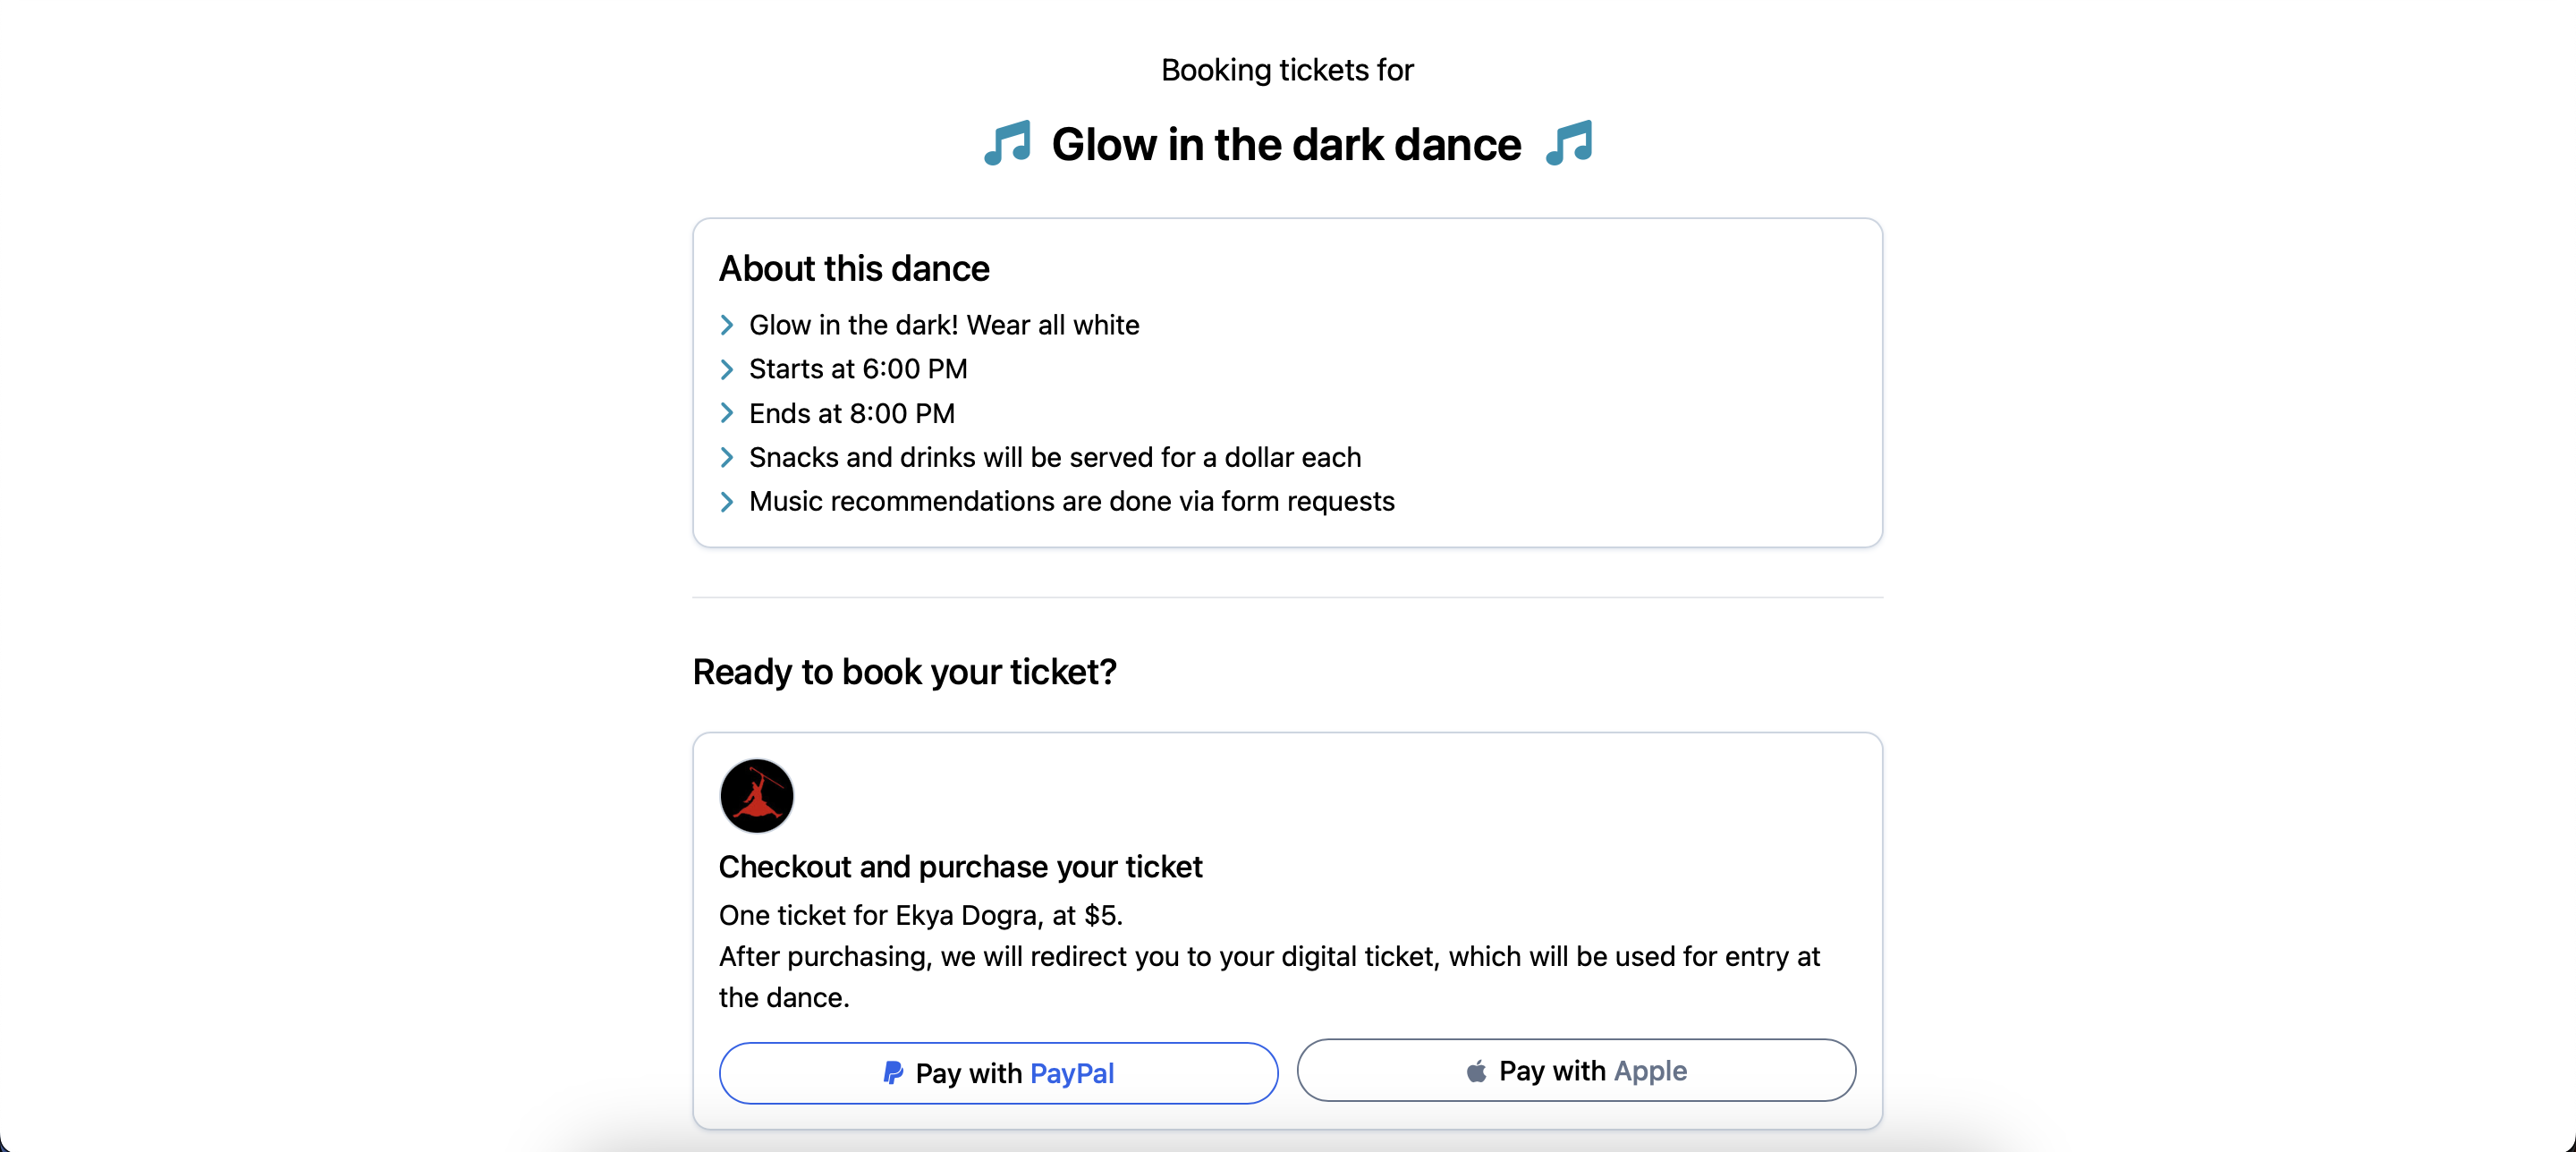 Booking tickets for
Glow in the dark dance
About this dance
Glow in the dark! Wear all white
Starts at 6:00 PM
Ends at 8:00 PM
Snacks and drinks will be served for a dollar each
Music recommendations are done via form requests
Ready to book your ticket?
Checkout and purchase your ticket
One ticket for Ekya Dogra, at $5.
After purchasing, we will redirect you to your digital ticket, which will be used for entry at
the dance.
Pay with PayPal
Pay with Apple